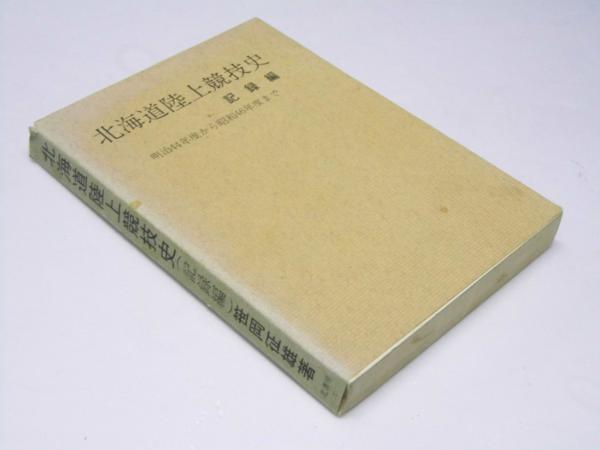 北海道陸上競技史
記録編
明治44年度から昭和46年度まで
北海道陸上競技史(記録編)笹岡征雄著